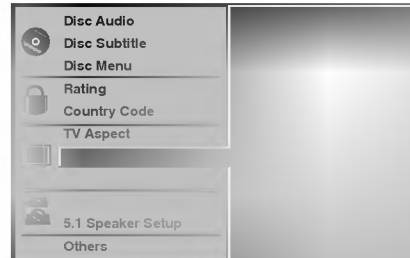 Disc Audio
Disc Subtitle
Disc Menu
Rating
Country Code
TV Aspect
5.1 Speaker Setup
Others